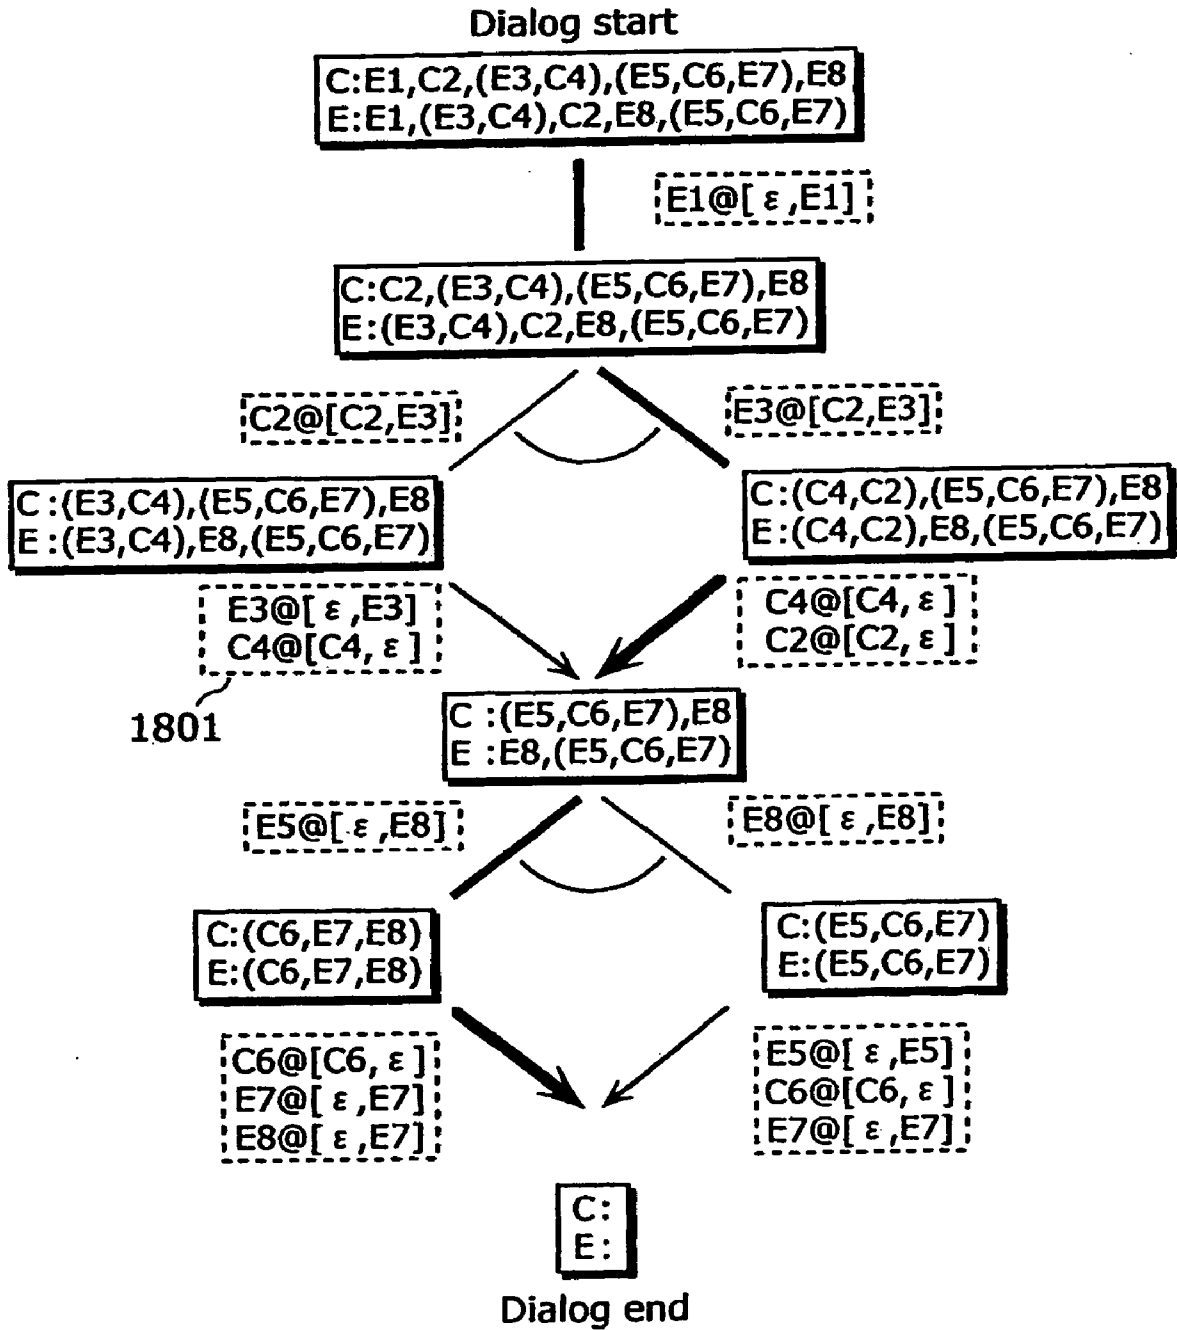 Dialog start
C:E1,C2,(E3,C4),(E5,C6,E7),E8
E:E1,(E3,C4),C2,E8,(E5,C6,E7)
E1@[ε,E1]
C:C2,(E3,C4),(E5,C6,E7),E8
E:(E3,C4),C2,E8,(E5,C6,E7)
C2@[C2,E3]
E3@[C2,E3]
C:(E3,C4),(E5,C6,E7),E8
E:(E3,C4),E8,(E5,C6,E7)
C:(C4,C2),(E5,C6,E7),E8
E:(C4,C2),E8,(E5,C6,E7)
E3@[ε,E3]
C4@[C4,ε]
C4@[C4,ε]
C2@[C2,ε]
1801
C:(E5,C6,E7),E8
E:E8,(E5,C6,E7)
E5@[ε,E8]
E8@[ε,E8]
C:(C6,E7,E8)
E:(C6,E7,E8)
C:(E5,C6,E7)
E:(E5,C6,E7)
C6@[C6,ε]
E7@[ε,E7]
E8@[ε,E7]
E5@[ε,E5]
C6@[C6,ε]
E7@[ε,E7]
C:
E:
Dialog end